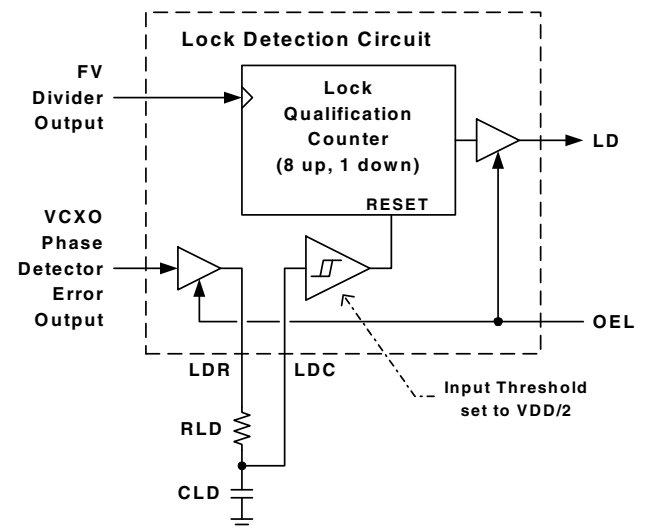 Lock Detection Circuit
FV
Divider
Output
Lock
Qualification
Counter
(8 up, 1 down)
RESET
LD
VCXO
Phase
Detector
Error
Output
OEL
LDR
LDC
Input Threshold
set to VDD/2
RLD
CLD